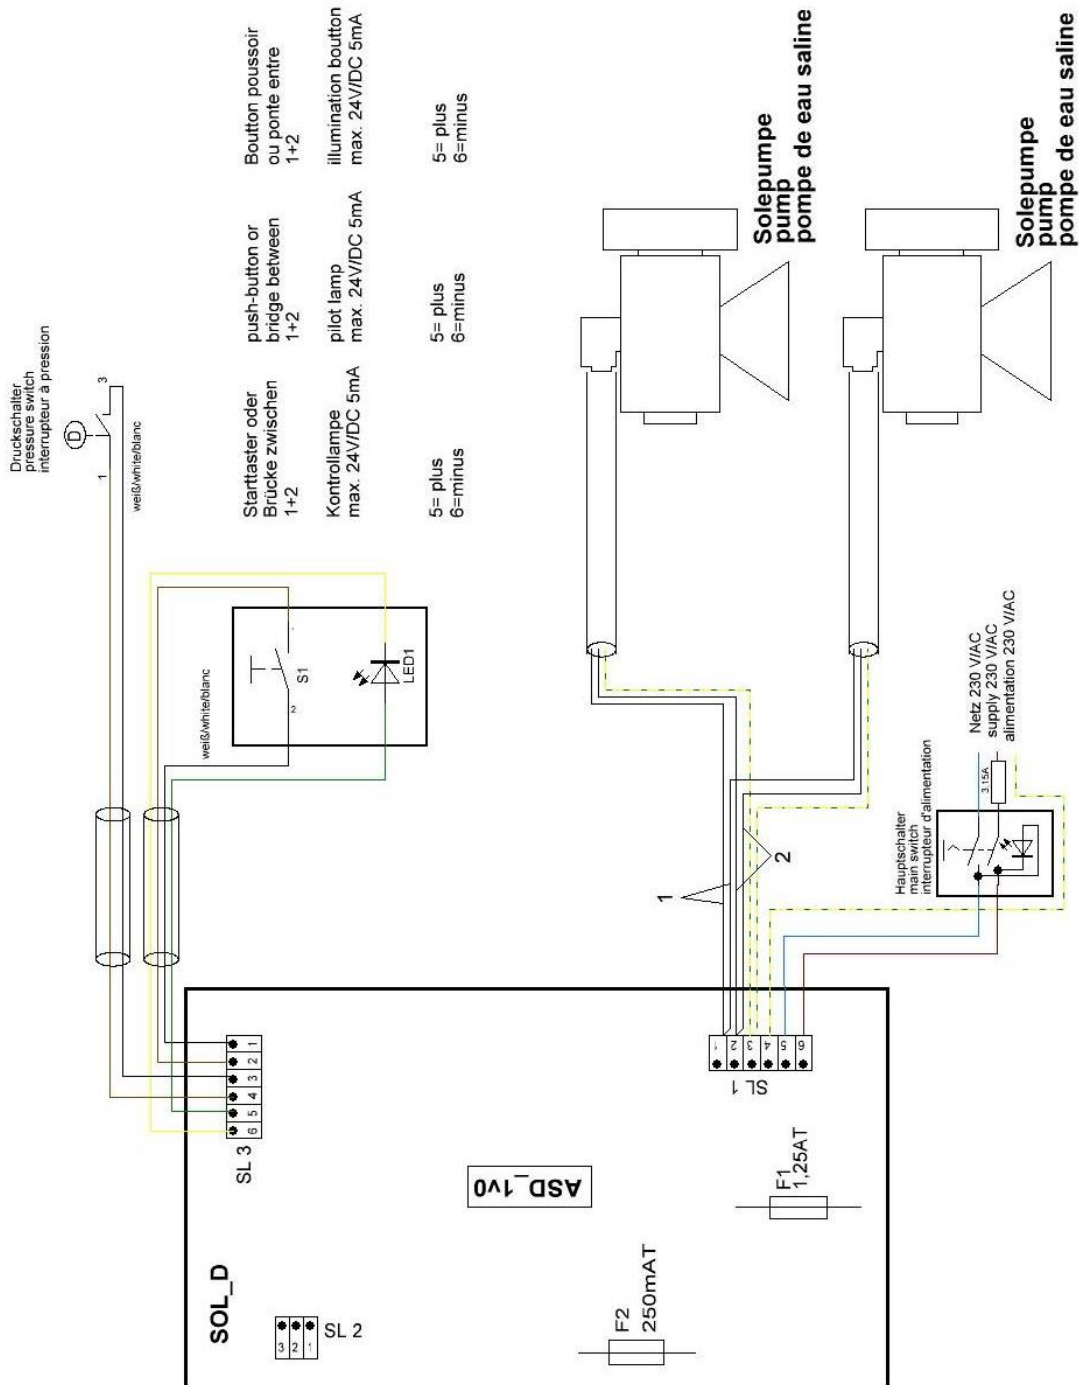 Druckschalter
pressure switch
interrupteur à pression
D
1
3
weiß/white/blanc
Starttaster oder
Brücke zwischen
1+2
Kontrollampe
max. 24V/DC 5mA
5= plus
6=minus
push-button or
bridge between
1+2
pilot lamp
max. 24V/DC 5mA
5= plus
6=minus
Boutton poussoir
ou ponte entre
1+2
illumination boutton
max. 24V/DC 5mA
5= plus
6=minus
weiß/white/blanc
S1
1
2
LED1
Solepumpe
pump
pompe de eau saline
Solepumpe
pump
pompe de eau saline
1
2
Netz 230 V/AC
supply 230 V/AC
alimentation 230 V/AC
3.15A
Hauptschalter
main switch
interrupteur d'alimentation
SL 3
6
5
4
3
2
1
SL 1
1
2
3
4
5
6
SOL_D
ASD_1v0
SL 2
3
2
1
F1
1,25AT
F2
250mAT